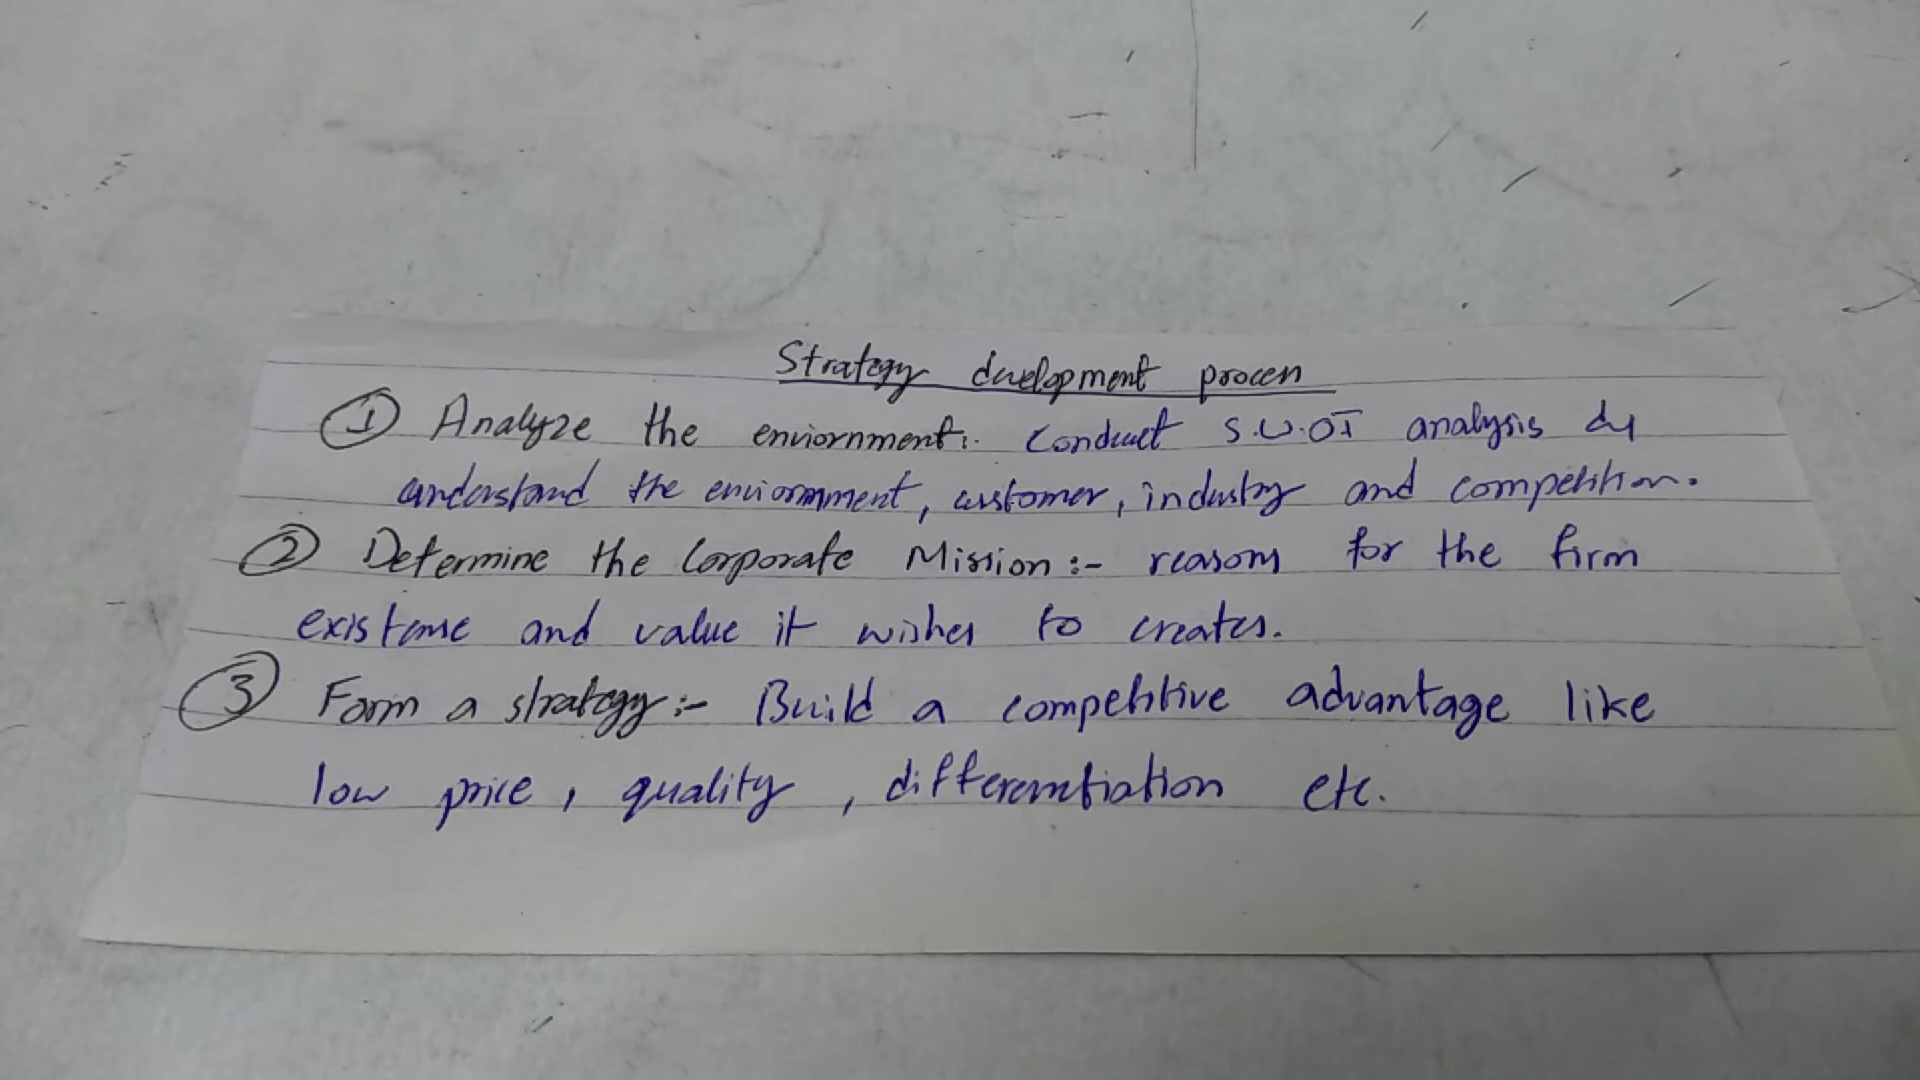 Strategy development process
① Analyze the enviornment:. Conduct S.W.OT analysis &
understand the enviornment, customer, industry and competition.
② Determine the Corporate Mission :- reasons for the firm
existence and value it wishes to creates.
③ Form a strategy :- Build a competitive advantage like
low price, quality, differentiation etc.